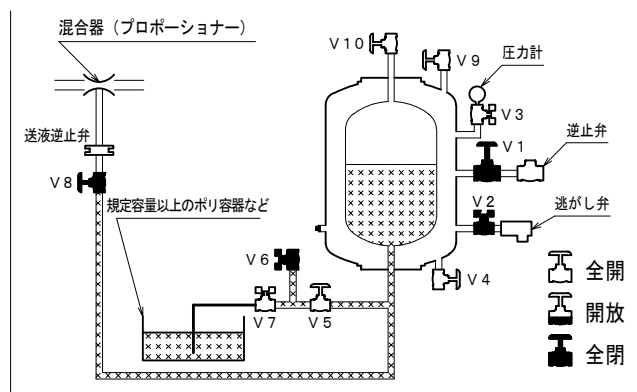 混合器（プロポーショナー）
V10
V9
圧力計
V3
送液逆止弁
V1
逆止弁
V8
規定容量以上のポリ容器など
V2
逃がし弁
V6
V4
全開
V7
V5
開放
全閉